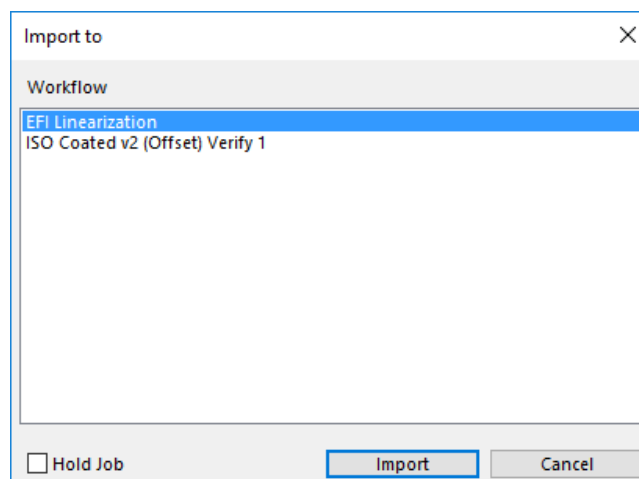 Import to
Workflow
EFI Linearization
ISO Coated v2 (Offset) Verify 1
Hold Job
Import
Cancel